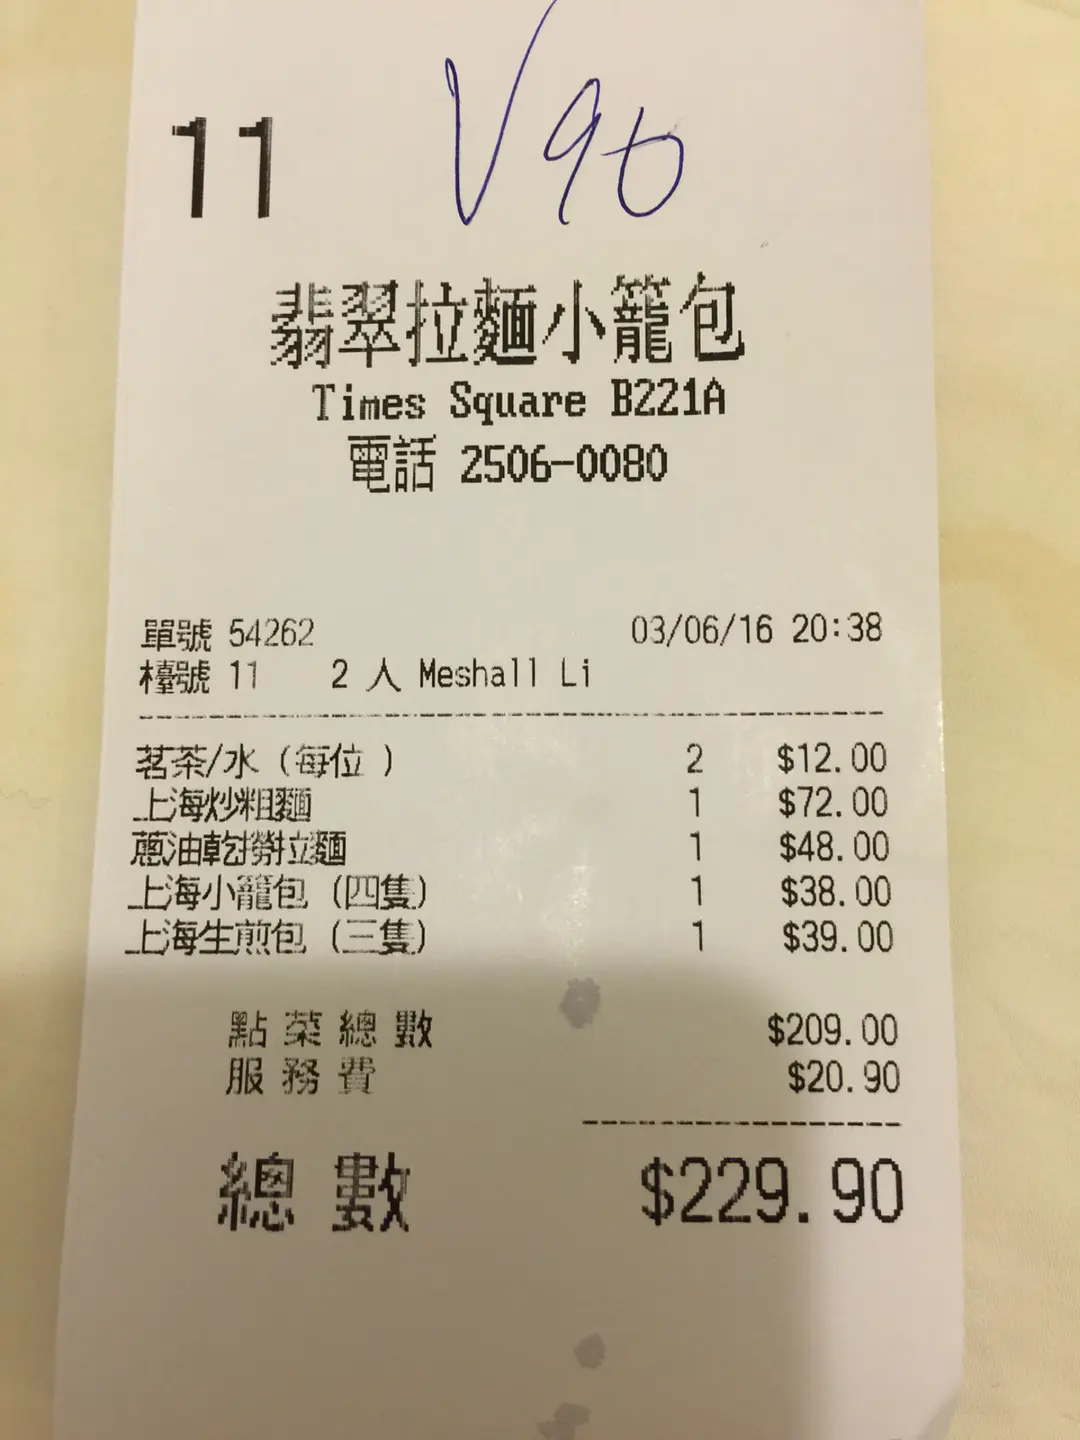 11
翡翠拉麵小籠包
Times Square B221A
電話 2506-0080
單號 54262 03/06/16 20:38
檯號 11 2 人 Meshall Li
茗茶/水 (每位 ) 2 $12.00
上海炒粗麵 1 $72.00
蔥油乾撈拉麵 1 $48.00
上海小籠包 (四隻) 1 $38.00
上海生煎包 (三隻) 1 $39.00
點 菜 總 數 $209.00
服 務 費 $20.90
總 數 $229.90